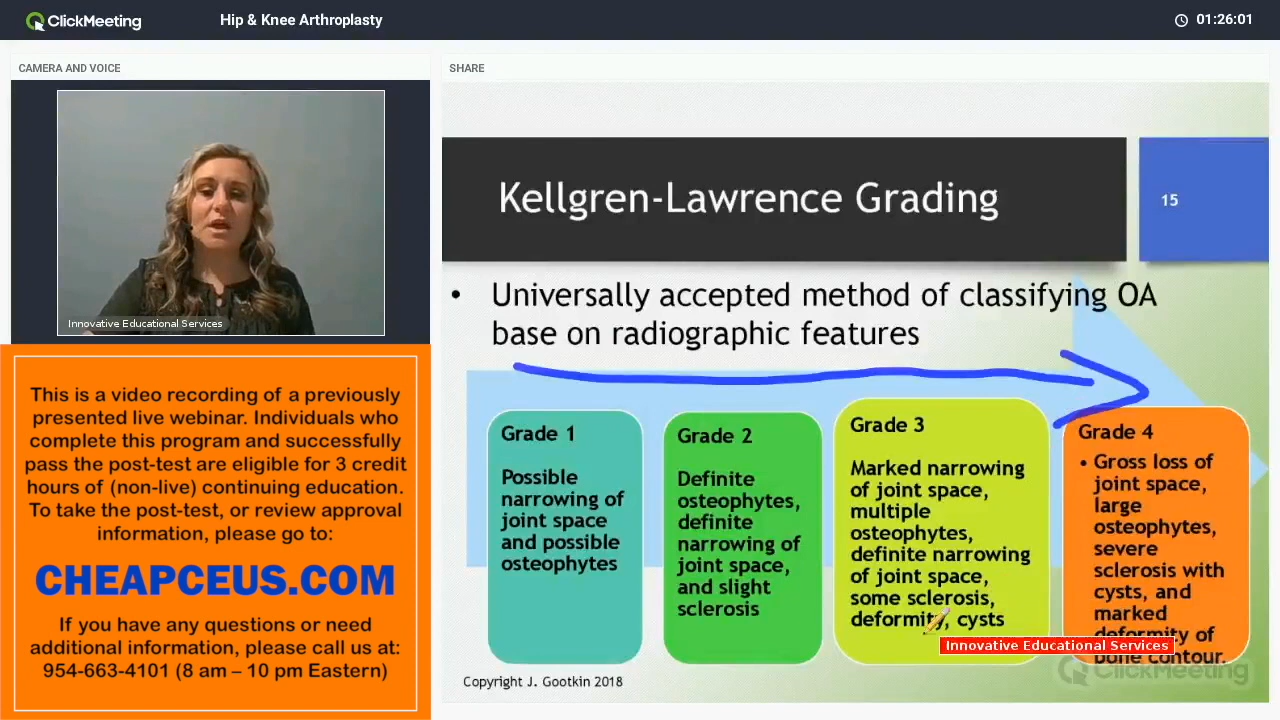 ClickMeeting
Hip & Knee Arthroplasty
01:26:01
CAMERA AND VOICE
Innovative Educational Services
This is a video recording of a previously
presented live webinar. Individuals who
complete this program and successfully
pass the post-test are eligible for 3 credit
hours of (non-live) continuing education.
To take the post-test, or review approval
information, please go to:
CHEAPCEUS.COM
If you have any questions or need
additional information, please call us at:
954-663-4101 (8 am – 10 pm Eastern)
SHARE
Kellgren-Lawrence Grading
15
• Universally accepted method of classifying OA
base on radiographic features
Grade 1
Possible
narrowing of
joint space
and possible
osteophytes
Grade 2
Definite
osteophytes,
definite
narrowing of
joint space,
and slight
sclerosis
Grade 3
Marked narrowing
of joint space,
multiple
osteophytes,
definite narrowing
of joint space,
some sclerosis,
deformity, cysts
Grade 4
• Gross loss of
joint space,
large
osteophytes,
severe
sclerosis with
cysts, and
marked
deformity of
bone contour.
Innovative Educational Services
ClickMeeting
Copyright J. Gootkin 2018